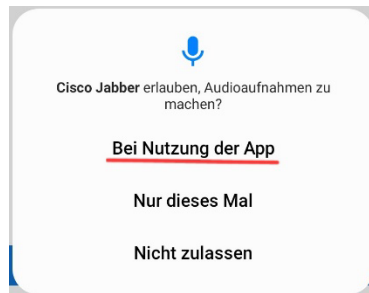 Cisco Jabber erlauben, Audioaufnahmen zu
machen?
Bei Nutzung der App
Nur dieses Mal
Nicht zulassen